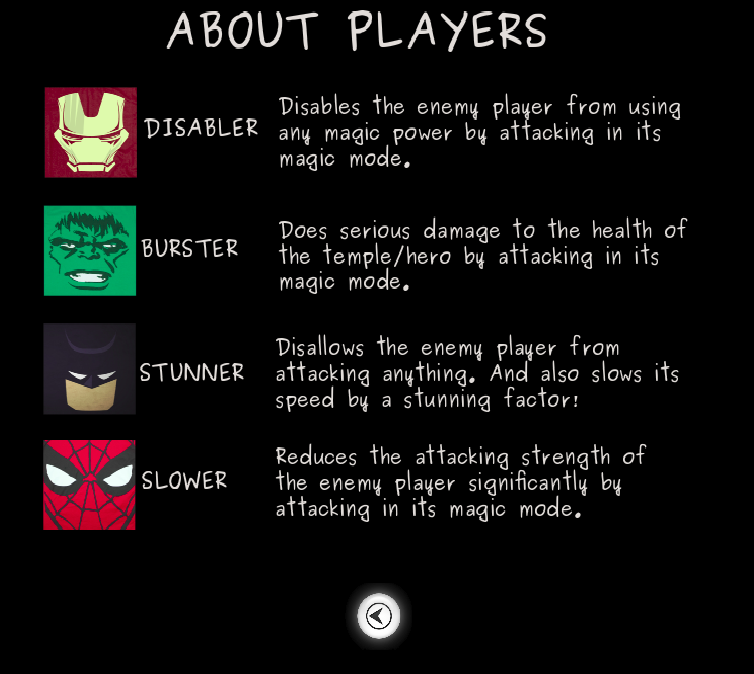 ABOUT PLAYERS
DISABLER
Disables the enemy player from using
any magic power by attacking in its
magic mode.
BURSTER
Does serious damage to the health of
the temple/hero by attacking in its
magic mode.
STUNNER
Disallows the enemy player from
attacking anything. And also slows its
speed by a stunning factor!
SLOWER
Reduces the attacking strength of
the enemy player significantly by
attacking in its magic mode.